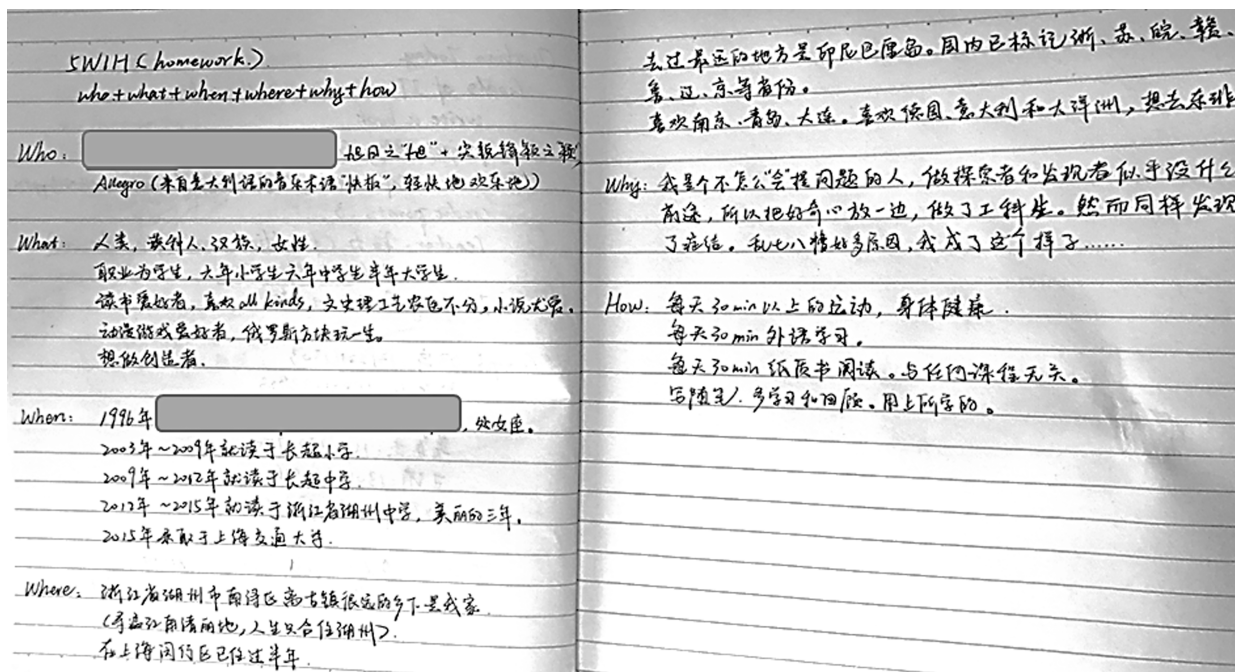 5W1H (homework.)
who+what+when+where+why+how
Who: 旭日之"旭"+尖锐锋颖之颖,
Allegro (来自意大利语的音乐术语"快板", 轻快地欢乐地))
What: 人类, 黄种人, 汉族, 女性.
职业为学生, 六年小学生六年中学生半年大学生.
读书爱好者, 喜欢all kinds, 文史理工艺农医不分, 小说尤爱。
动漫游戏爱好者, 俄罗斯方块玩一生。
想做创造者.
When: 1996年 , 处女座。
2003年~2009年就读于长超小学.
2009年~2012年就读于长超中学.
2012年~2015年就读于浙江省湖州中学, 美丽的三年。
2015年录取于上海交通大学.
Where: 浙江省湖州市南浔区 镇很远的乡下是我家.
(行遍江南清丽地, 人生只合住湖州).
在上海闵行区已住过半年.
去过最远的地方是印尼巴厘岛。国内已标记浙、苏、皖、赣、
鲁、辽、京等省份。
喜欢南京、青岛、大连。喜欢德国、意大利和大洋洲, 想去东非
Why: 我是个不怎么"会"提问题的人, 做探索者和发现者似乎没什么
前途, 所以把好奇心放一边, 做了工科生。然而同样发现
了症结。乱七八糟好多原因, 我成了这个样子……
How: 每天30min以上的运动, 身体健康.
每天30min外语学习。
每天30min纸质书阅读。与任何课程无关。
写随笔. 多学习和回顾。用上所学的。